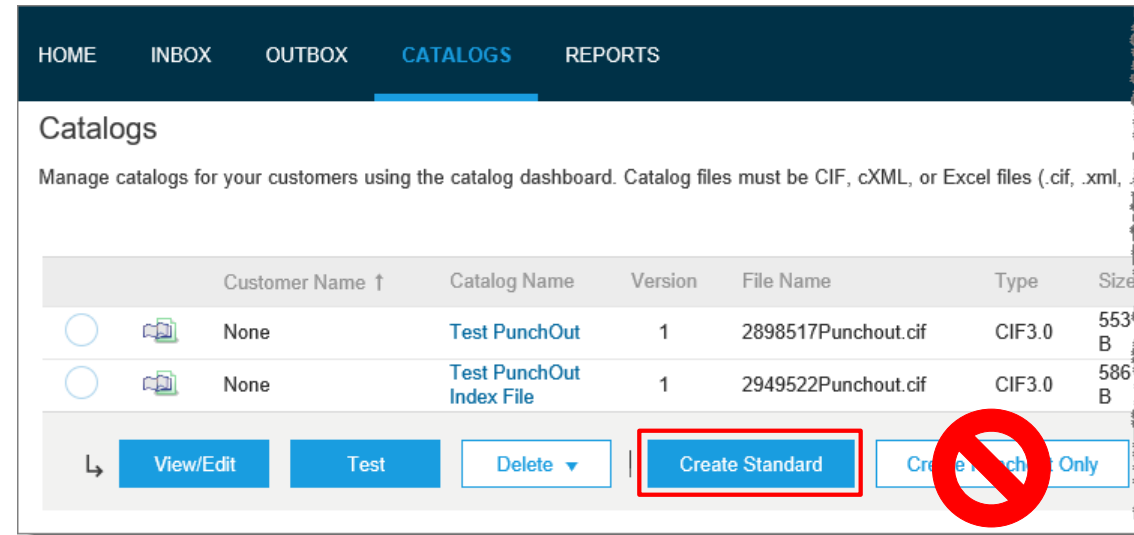 HOME INBOX OUTBOX CATALOGS REPORTS
Catalogs
Manage catalogs for your customers using the catalog dashboard. Catalog files must be CIF, cXML, or Excel files (.cif, .xml, .
Customer Name ↑ Catalog Name Version File Name Type Size
None Test PunchOut 1 2898517Punchout.cif CIF3.0 553
B
None Test PunchOut
Index File 1 2949522Punchout.cif CIF3.0 586
B
View/Edit Test Delete ▼ | Create Standard Only